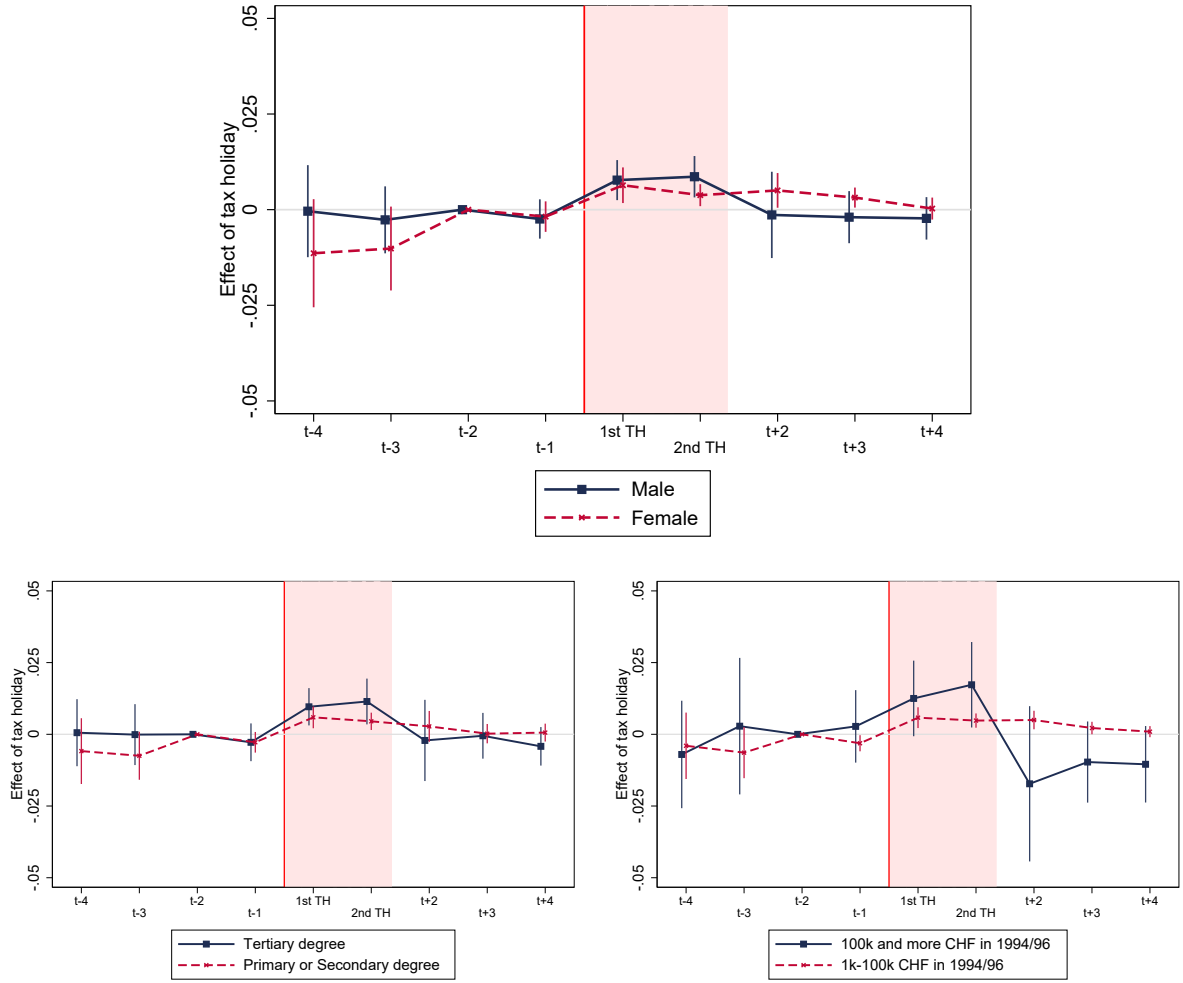 Effect of tax holiday
.05
.025
0
-.025
-.05
t-4
t-3
t-2
t-1
1st TH
2nd TH
t+2
t+3
t+4
Male
Female
Effect of tax holiday
.05
.025
0
-.025
-.05
t-4
t-3
t-2
t-1
1st TH
2nd TH
t+2
t+3
t+4
Tertiary degree
Primary or Secondary degree
Effect of tax holiday
.05
.025
0
-.025
-.05
t-4
t-3
t-2
t-1
1st TH
2nd TH
t+2
t+3
t+4
100k and more CHF in 1994/96
1k-100k CHF in 1994/96